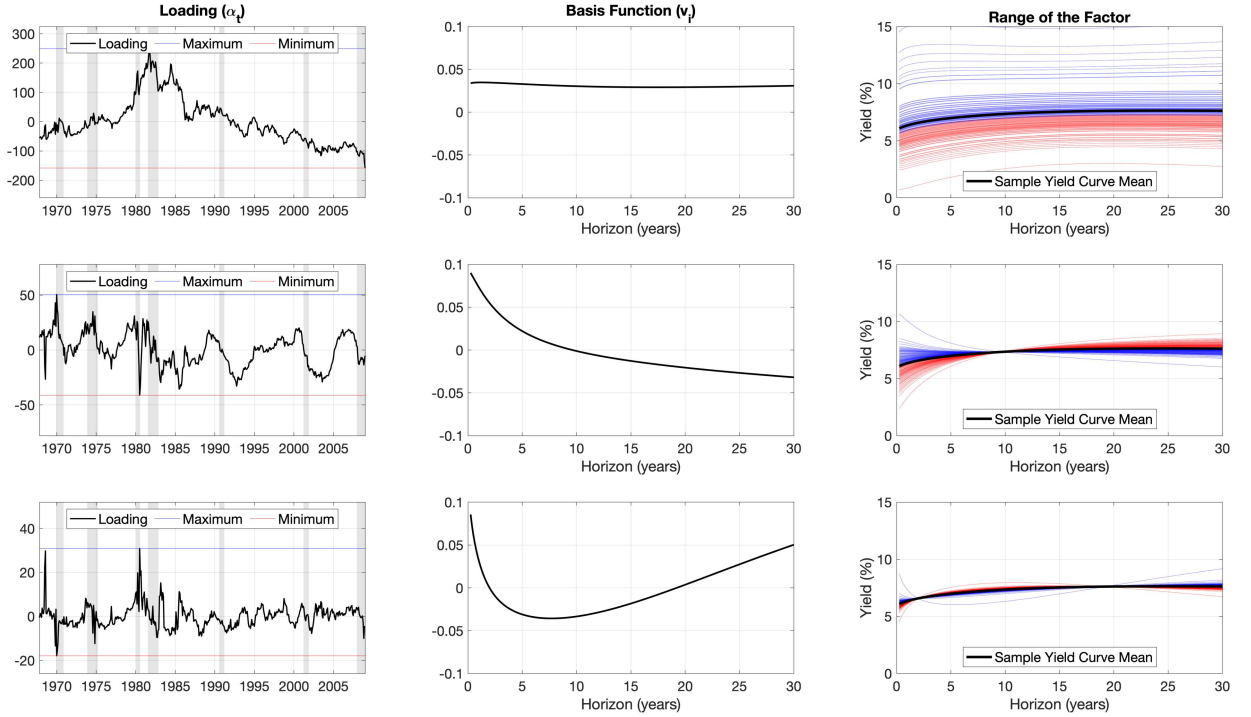 Loading (α_t)
Loading Maximum Minimum
300
200
100
0
-100
-200
1970 1975 1980 1985 1990 1995 2000 2005
Basis Function (v_i)
0.1
0.05
0
-0.05
-0.1
0 5 10 15 20 25 30
Horizon (years)
Range of the Factor
Yield (%)
15
10
5
0
Sample Yield Curve Mean
0 5 10 15 20 25 30
Horizon (years)
Loading Maximum Minimum
50
0
-50
1970 1975 1980 1985 1990 1995 2000 2005
0.1
0.05
0
-0.05
-0.1
0 5 10 15 20 25 30
Horizon (years)
Yield (%)
15
10
5
0
Sample Yield Curve Mean
0 5 10 15 20 25 30
Horizon (years)
Loading Maximum Minimum
40
20
0
-20
1970 1975 1980 1985 1990 1995 2000 2005
0.1
0.05
0
-0.05
-0.1
0 5 10 15 20 25 30
Horizon (years)
Yield (%)
15
10
5
0
Sample Yield Curve Mean
0 5 10 15 20 25 30
Horizon (years)